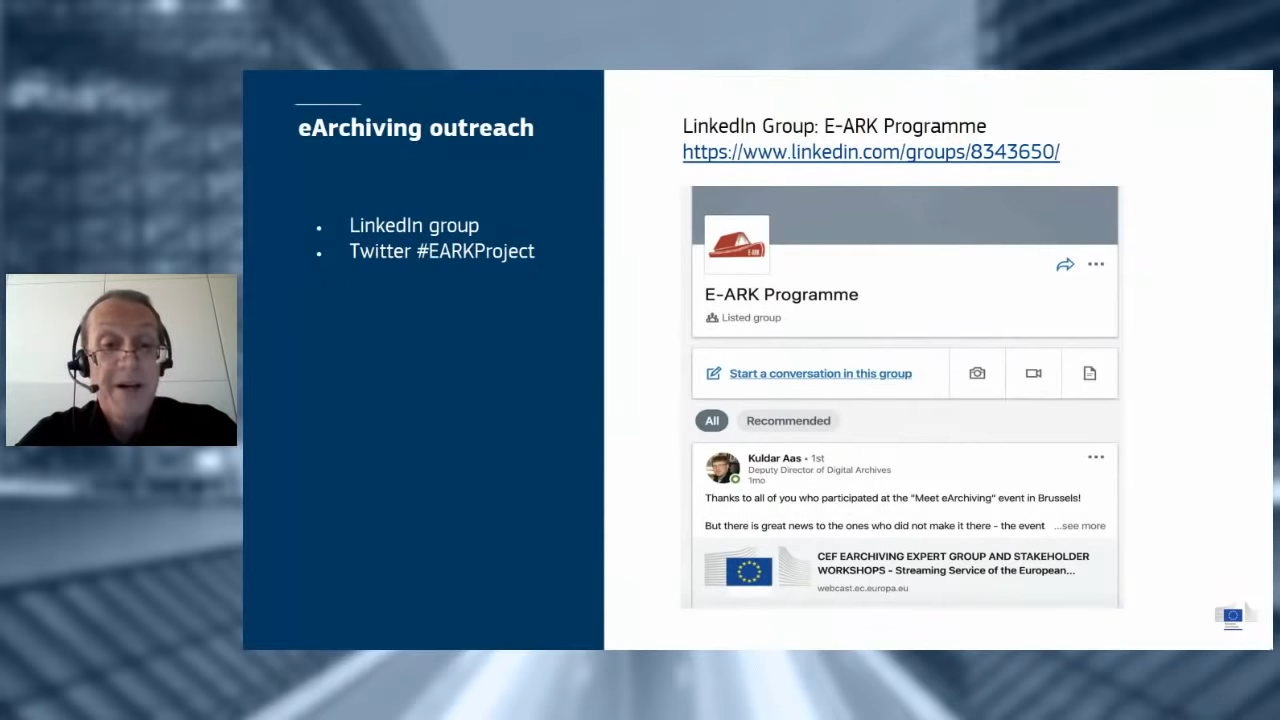 eArchiving outreach
• LinkedIn group
• Twitter #EARKProject
LinkedIn Group: E-ARK Programme
https://www.linkedin.com/groups/8343650/
E-ARK
E-ARK Programme
Listed group
Start a conversation in this group
All Recommended
Kuldar Aas • 1st
Deputy Director of Digital Archives
1mo
Thanks to all of you who participated at the "Meet eArchiving" event in Brussels!
But there is great news to the ones who did not make it there - the event ...see more
CEF EARCHIVING EXPERT GROUP AND STAKEHOLDER
WORKSHOPS - Streaming Service of the European...
webcast.ec.europa.eu